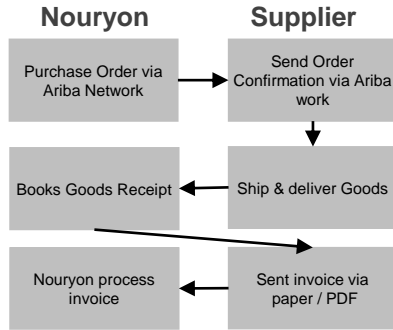 Nouryon
Supplier
Purchase Order via
Ariba Network
Send Order
Confirmation via Ariba
work
Books Goods Receipt
Ship & deliver Goods
Nouryon process
invoice
Sent invoice via
paper / PDF